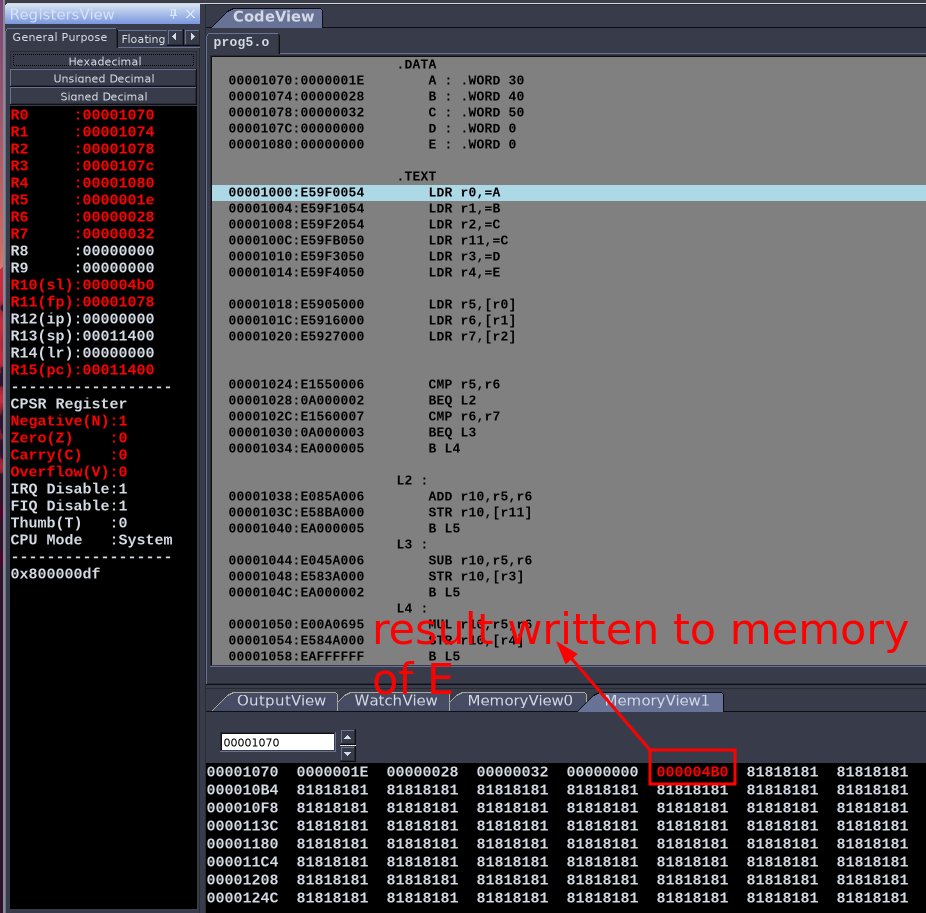 RegistersView
General Purpose Floating
Hexadecimal
Unsigned Decimal
Signed Decimal
R0 :00001070
R1 :00001074
R2 :00001078
R3 :0000107c
R4 :00001080
R5 :0000001e
R6 :00000028
R7 :00000032
R8 :00000000
R9 :00000000
R10(sl):000004b0
R11(fp):00001078
R12(ip):00000000
R13(sp):00011400
R14(lr):00000000
R15(pc):00011400
------------------
CPSR Register
Negative(N):1
Zero(Z) :0
Carry(C) :0
Overflow(V):0
IRQ Disable:1
FIQ Disable:1
Thumb(T) :0
CPU Mode :System
------------------
0x800000df
CodeView
prog5.o
.DATA
00001070:0000001E A : .WORD 30
00001074:00000028 B : .WORD 40
00001078:00000032 C : .WORD 50
0000107C:00000000 D : .WORD 0
00001080:00000000 E : .WORD 0
.TEXT
00001000:E59F0054 LDR r0,=A
00001004:E59F1054 LDR r1,=B
00001008:E59F2054 LDR r2,=C
0000100C:E59FB050 LDR r11,=C
00001010:E59F3050 LDR r3,=D
00001014:E59F4050 LDR r4,=E
00001018:E5905000 LDR r5,[r0]
0000101C:E5916000 LDR r6,[r1]
00001020:E5927000 LDR r7,[r2]
00001024:E1550006 CMP r5,r6
00001028:0A000002 BEQ L2
0000102C:E1560007 CMP r6,r7
00001030:0A000003 BEQ L3
00001034:EA000005 B L4
L2 :
00001038:E085A006 ADD r10,r5,r6
0000103C:E58BA000 STR r10,[r11]
00001040:EA000005 B L5
L3 :
00001044:E045A006 SUB r10,r5,r6
00001048:E583A000 STR r10,[r3]
0000104C:EA000002 B L5
L4 :
00001050:E00A0695 MUL r10,r5,r6
00001054:E584A000 STR r10,[r4]
00001058:EAFFFFFF B L5
result written to memory
of E
OutputView WatchView MemoryView0 MemoryView1
00001070
00001070 0000001E 00000028 00000032 00000000 000004B0 81818181 81818181
000010B4 81818181 81818181 81818181 81818181 81818181 81818181 81818181
000010F8 81818181 81818181 81818181 81818181 81818181 81818181 81818181
0000113C 81818181 81818181 81818181 81818181 81818181 81818181 81818181
00001180 81818181 81818181 81818181 81818181 81818181 81818181 81818181
000011C4 81818181 81818181 81818181 81818181 81818181 81818181 81818181
00001208 81818181 81818181 81818181 81818181 81818181 81818181 81818181
0000124C 81818181 81818181 81818181 81818181 81818181 81818181 81818181